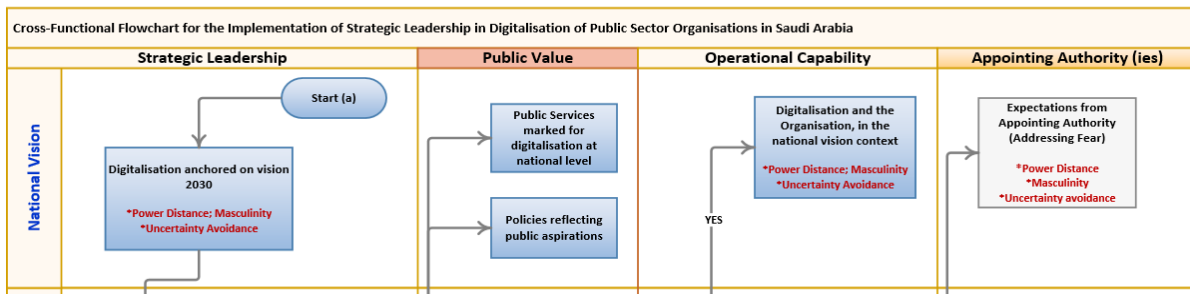 Cross-Functional Flowchart for the Implementation of Strategic Leadership in Digitalisation of Public Sector Organisations in Saudi Arabia
Strategic Leadership
Public Value
Operational Capability
Appointing Authority (ies)
National Vision
Start (a)
Digitalisation anchored on vision
2030
*Power Distance; Masculinity
*Uncertainty Avoidance
Public Services
marked for
digitalisation at
national level
Policies reflecting
public aspirations
YES
Digitalisation and the
Organisation, in the
national vision context
*Power Distance; Masculinity
*Uncertainty Avoidance
Expectations from
Appointing Authority
(Addressing Fear)
*Power Distance
*Masculinity
*Uncertainty avoidance